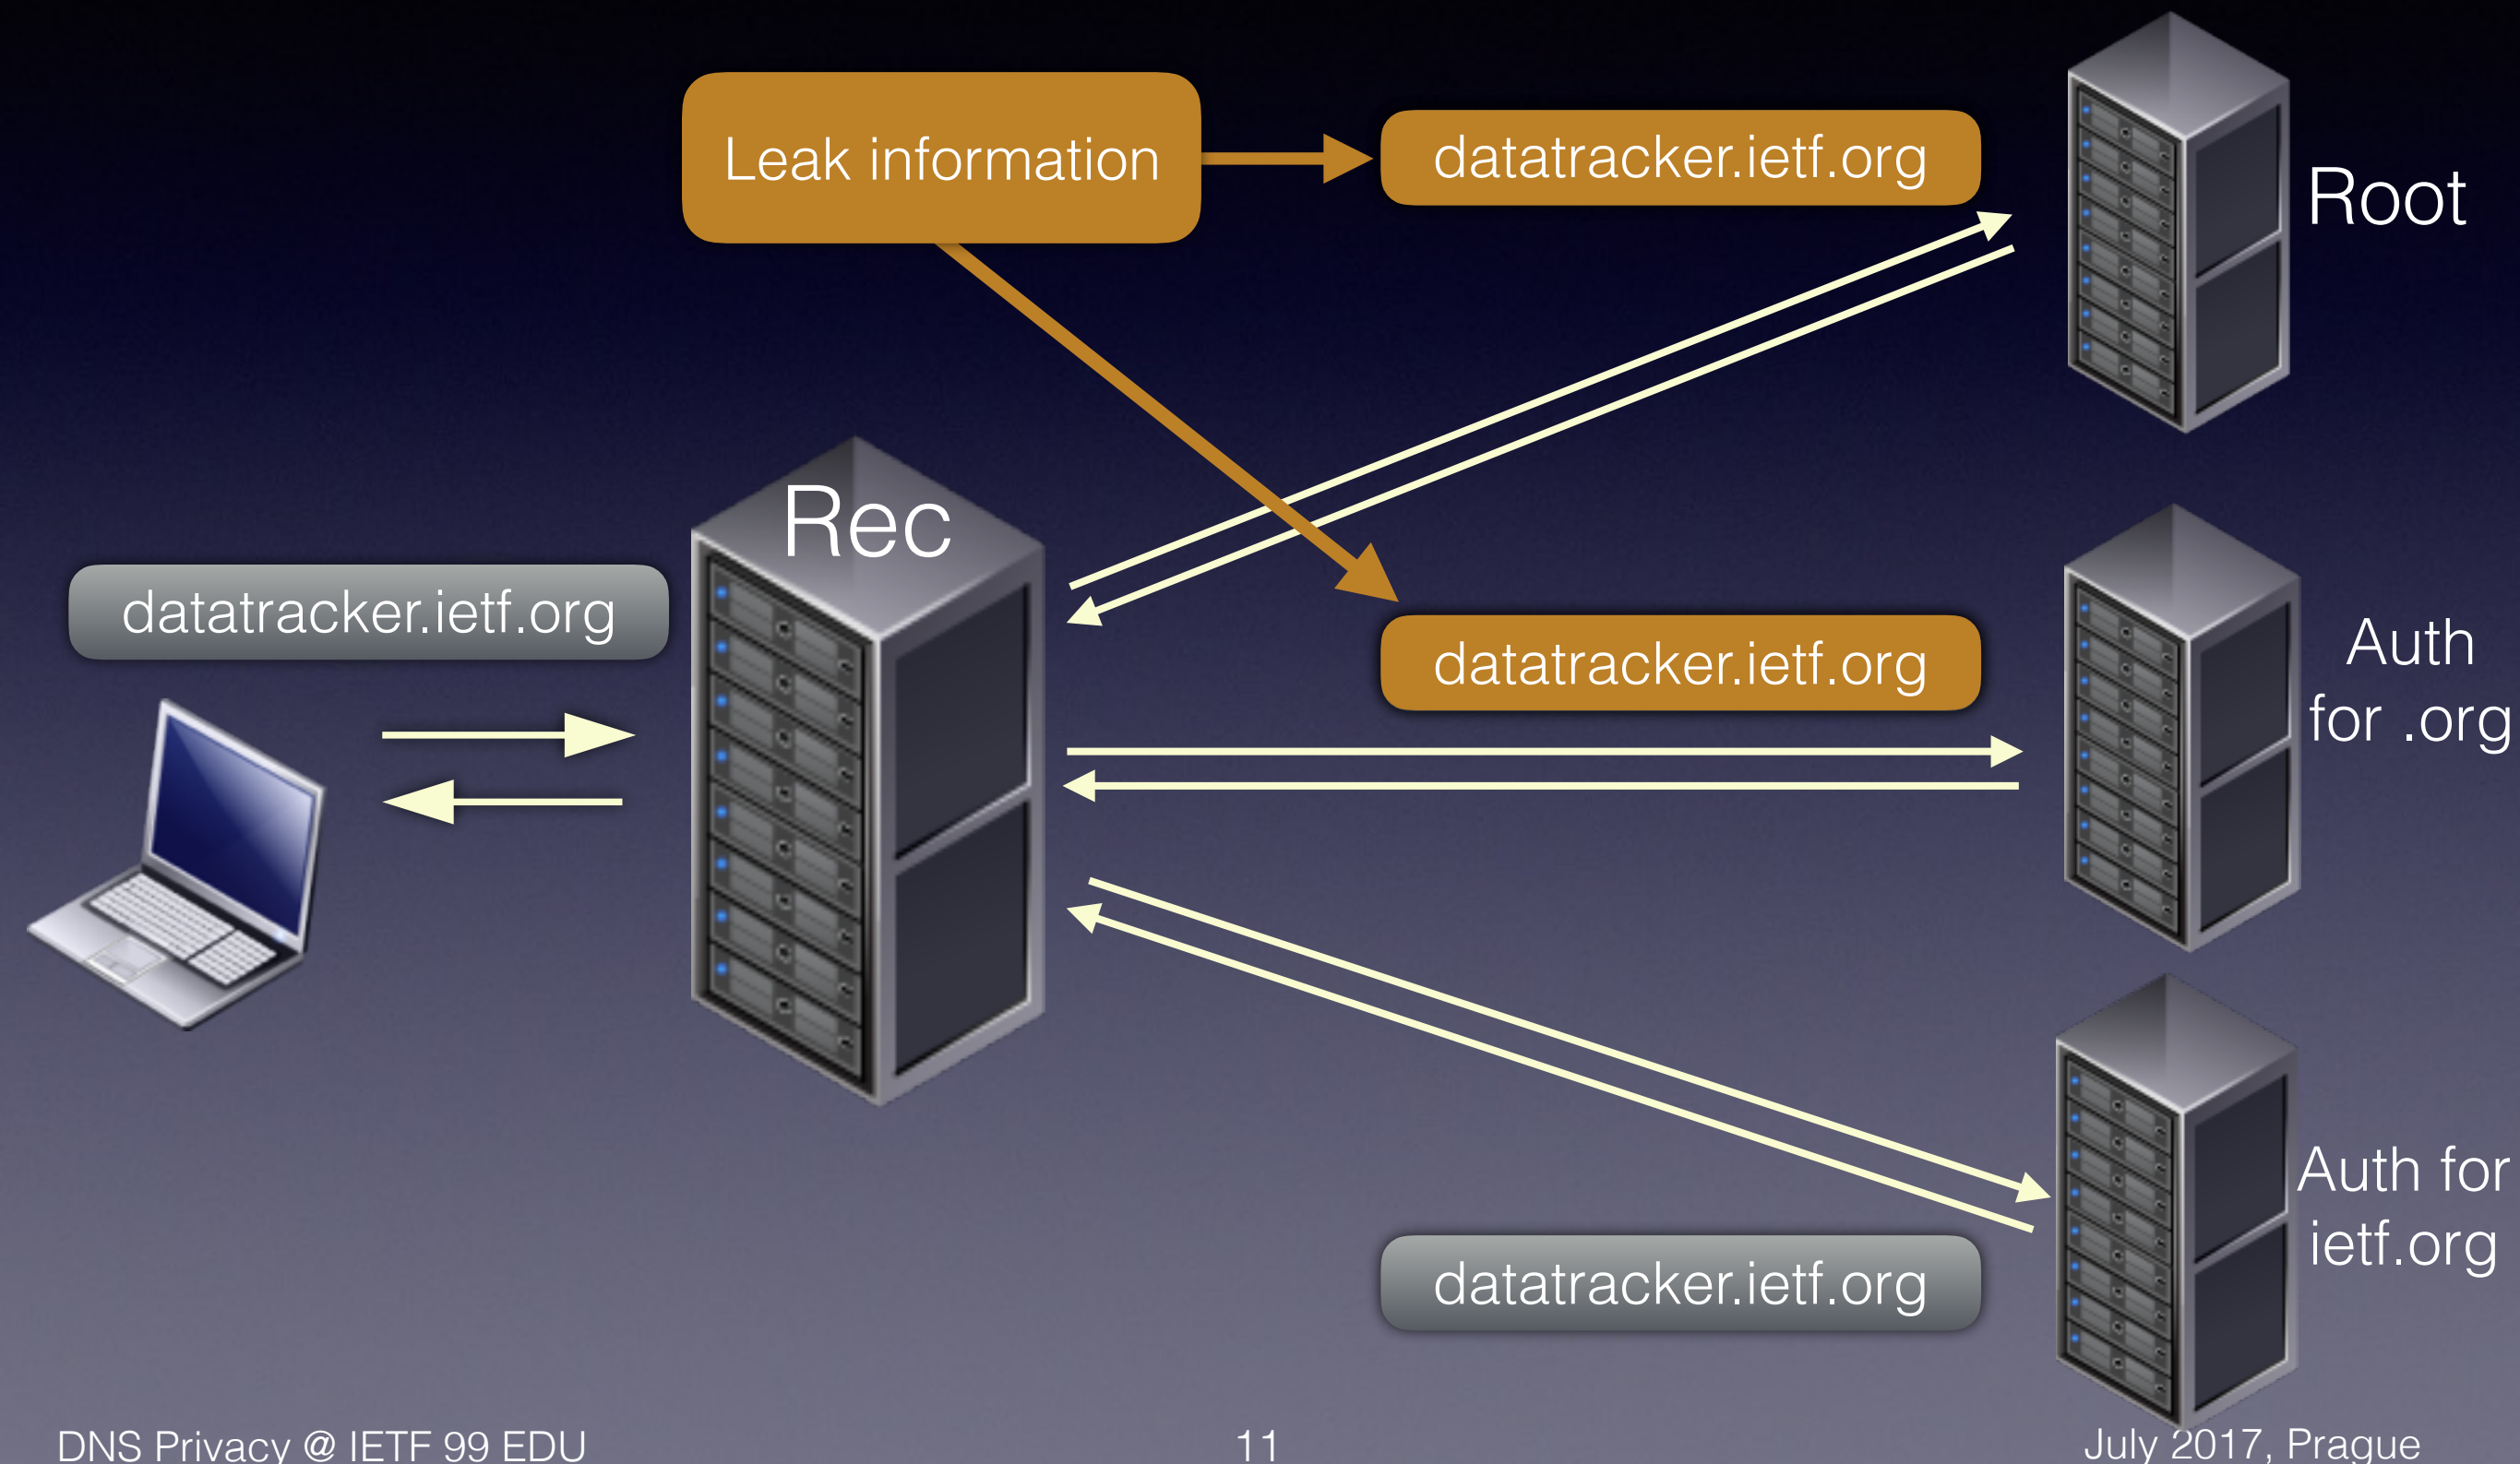 Leak information
datatracker.ietf.org
Root
Rec
datatracker.ietf.org
datatracker.ietf.org
Auth
for .org
Auth for
ietf.org
datatracker.ietf.org
DNS Privacy @ IETF 99 EDU
11
July 2017, Prague